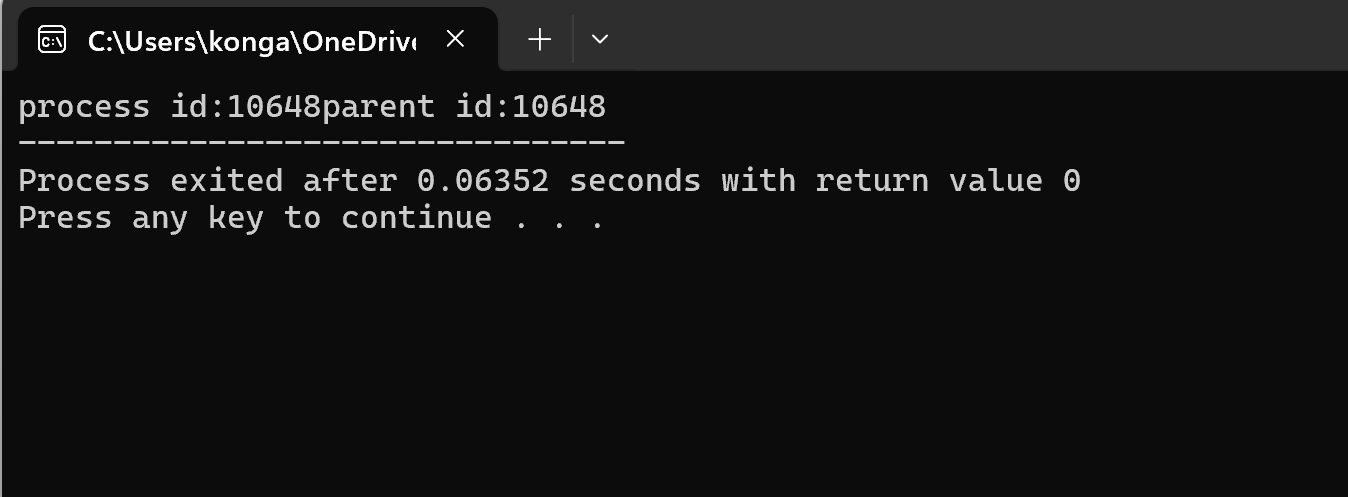 C:\Users\konga\OneDrive
process id:10648parent id:10648
--------------------------------
Process exited after 0.06352 seconds with return value 0
Press any key to continue . . .